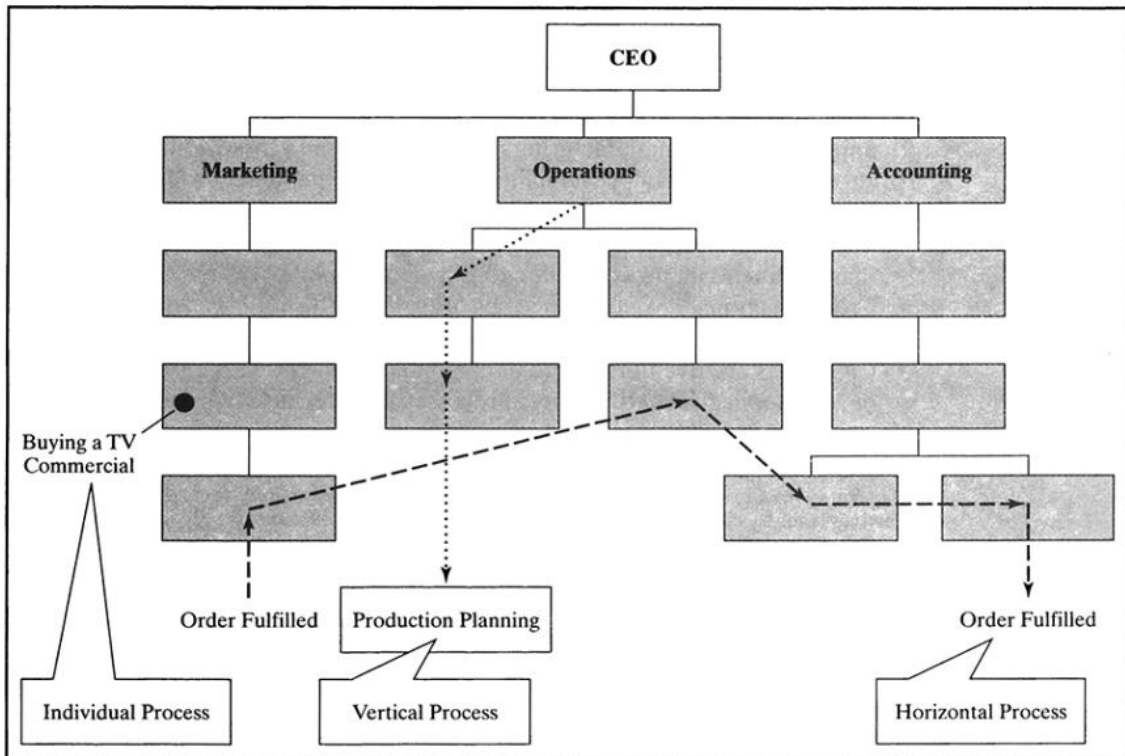 CEO
Marketing
Operations
Accounting
Buying a TV
Commercial
Order Fulfilled
Production Planning
Order Fulfilled
Individual Process
Vertical Process
Horizontal Process